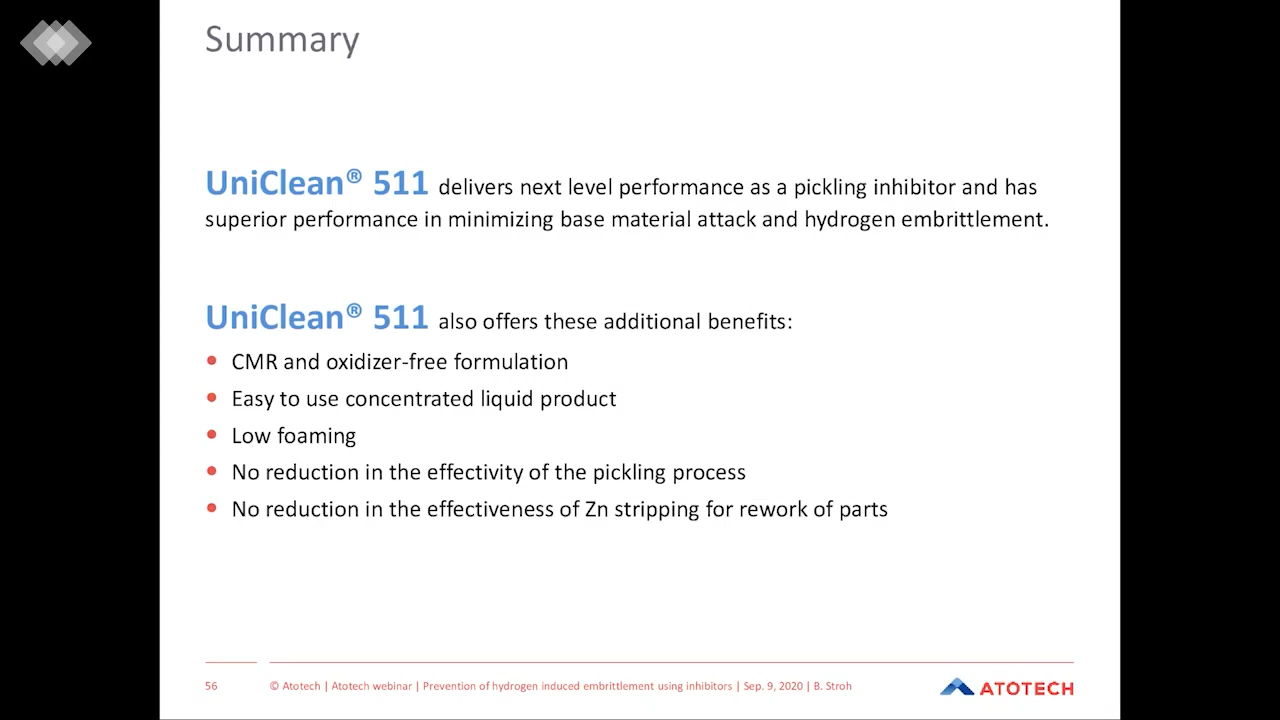 Summary
UniClean® 511 delivers next level performance as a pickling inhibitor and has
superior performance in minimizing base material attack and hydrogen embrittlement.
UniClean® 511 also offers these additional benefits:
• CMR and oxidizer-free formulation
• Easy to use concentrated liquid product
• Low foaming
• No reduction in the effectivity of the pickling process
• No reduction in the effectiveness of Zn stripping for rework of parts
56 © Atotech | Atotech webinar | Prevention of hydrogen induced embrittlement using inhibitors | Sep. 9, 2020 | B. Stroh
ATOTECH